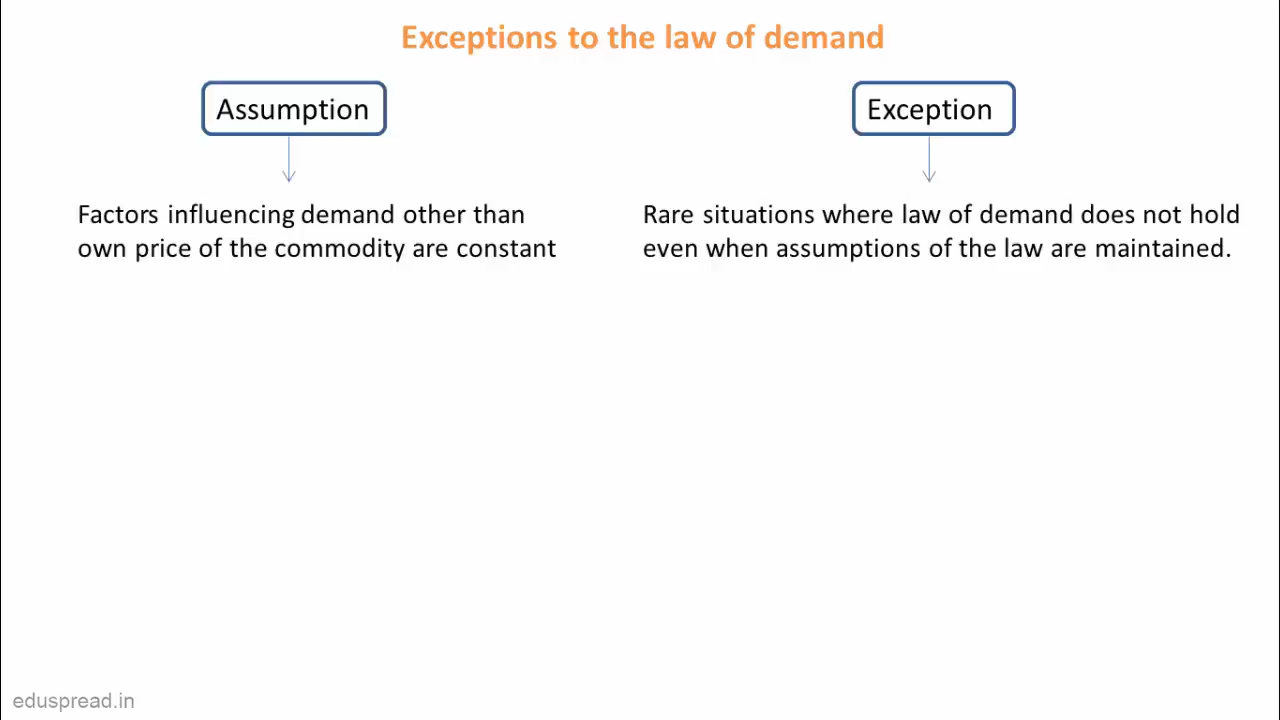 Exceptions to the law of demand
Assumption
Exception
Factors influencing demand other than
own price of the commodity are constant
Rare situations where law of demand does not hold
even when assumptions of the law are maintained.
eduspread.in